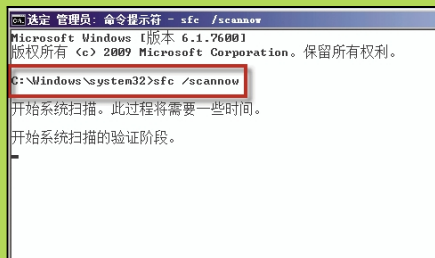 选定 管理员: 命令提示符 - sfc  /scannow
Microsoft Windows [版本 6.1.7600]
版权所有 (c) 2009 Microsoft Corporation。保留所有权利。
C:\Windows\system32>sfc /scannow
开始系统扫描。此过程将需要一些时间。
开始系统扫描的验证阶段。